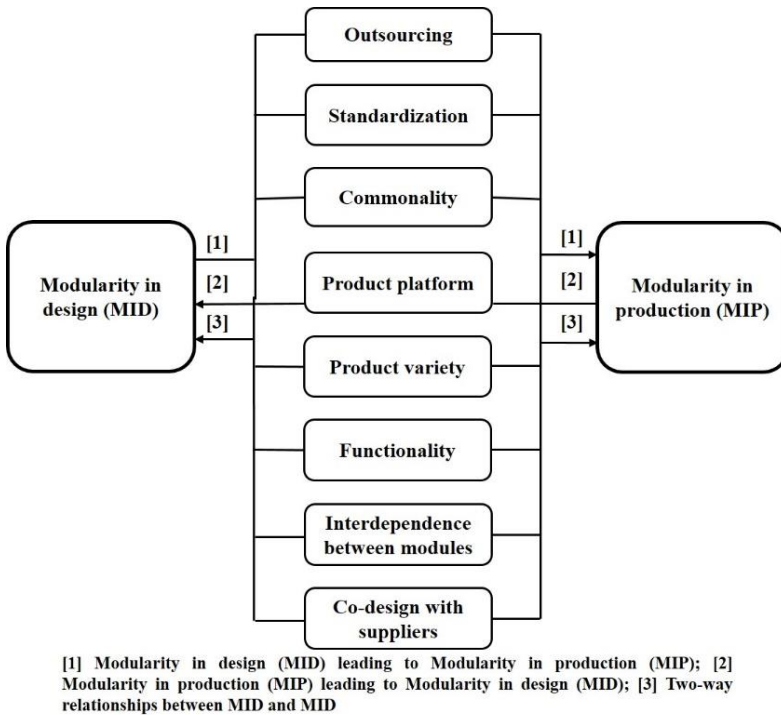 Outsourcing
Standardization
Commonality
[1]
[1]
Modularity in
design (MID)
[2]
Product platform
[2]
Modularity in
production (MIP)
[3]
[3]
Product variety
Functionality
Interdependence
between modules
Co-design with
suppliers
[1] Modularity in design (MID) leading to Modularity in production (MIP); [2]
Modularity in production (MIP) leading to Modularity in design (MID); [3] Two-way
relationships between MID and MID